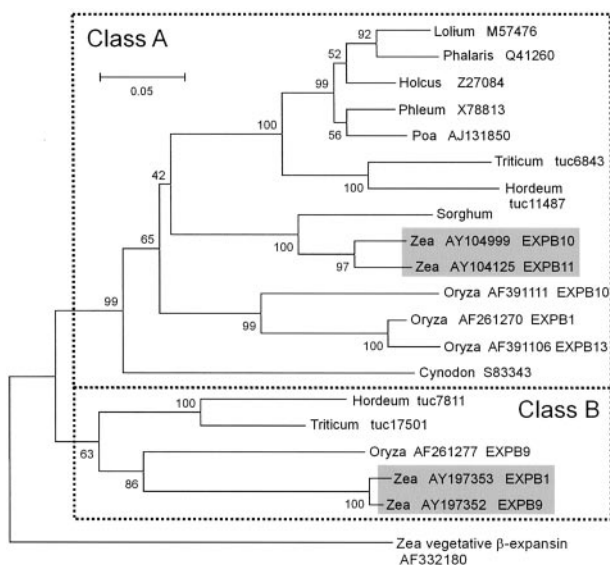 Class A
0.05
92
Lolium M57476
Phalaris Q41260
52
Holcus Z27084
99
Phleum X78813
56
Poa AJ131850
100
Triticum tuc6843
100
Hordeum
tuc11487
42
Sorghum
100
Zea AY104999 EXPB10
97
Zea AY104125 EXPB11
65
Oryza AF391111 EXPB10
99
Oryza AF261270 EXPB1
100
Oryza AF391106 EXPB13
99
Cynodon S83343
Class B
Hordeum tuc7811
100
Triticum tuc17501
63
Oryza AF261277 EXPB9
86
Zea AY197353 EXPB1
100
Zea AY197352 EXPB9
Zea vegetative β-expansin
AF332180